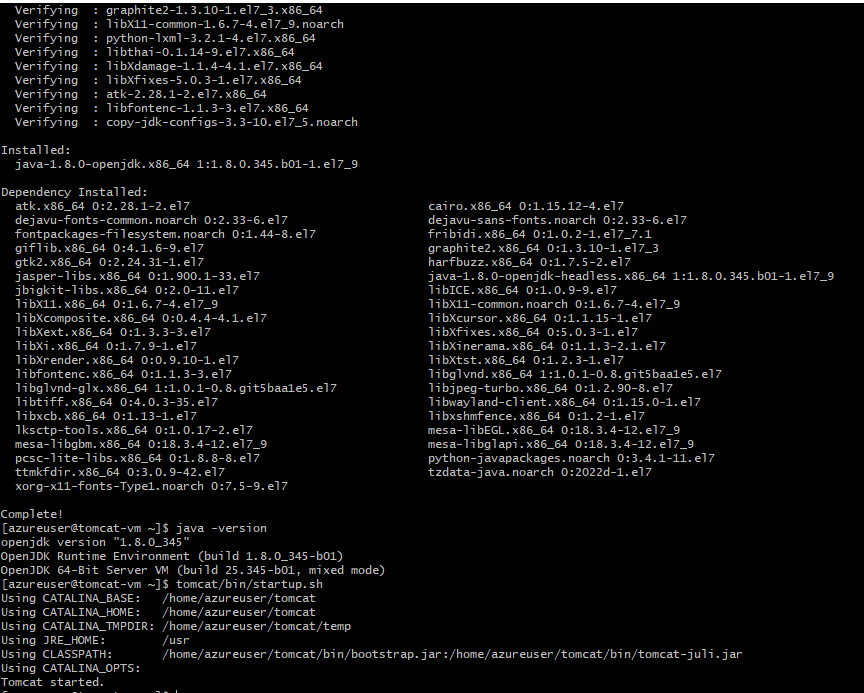 Verifying : graphite2-1.3.10-1.el7_3.x86_64
Verifying : libX11-common-1.6.7-4.el7_9.noarch
Verifying : python-lxml-3.2.1-4.el7.x86_64
Verifying : libthai-0.1.14-9.el7.x86_64
Verifying : libXdamage-1.1.4-4.1.el7.x86_64
Verifying : libXfixes-5.0.3-1.el7.x86_64
Verifying : atk-2.28.1-2.el7.x86_64
Verifying : libfontenc-1.1.3-3.el7.x86_64
Verifying : copy-jdk-configs-3.3-10.el7_5.noarch
Installed:
java-1.8.0-openjdk.x86_64 1:1.8.0.345.b01-1.el7_9
Dependency Installed:
atk.x86_64 0:2.28.1-2.el7 cairo.x86_64 0:1.15.12-4.el7
dejavu-fonts-common.noarch 0:2.33-6.el7 dejavu-sans-fonts.noarch 0:2.33-6.el7
fontpackages-filesystem.noarch 0:1.44-8.el7 fribidi.x86_64 0:1.0.2-1.el7_7.1
giflib.x86_64 0:4.1.6-9.el7 graphite2.x86_64 0:1.3.10-1.el7_3
gtk2.x86_64 0:2.24.31-1.el7 harfbuzz.x86_64 0:1.7.5-2.el7
jasper-libs.x86_64 0:1.900.1-33.el7 java-1.8.0-openjdk-headless.x86_64 1:1.8.0.345.b01-1.el7_9
jbigkit-libs.x86_64 0:2.0-11.el7 libICE.x86_64 0:1.0.9-9.el7
libX11.x86_64 0:1.6.7-4.el7_9 libX11-common.noarch 0:1.6.7-4.el7_9
libXcomposite.x86_64 0:0.4.4-4.1.el7 libXcursor.x86_64 0:1.1.15-1.el7
libXext.x86_64 0:1.3.3-3.el7 libXfixes.x86_64 0:5.0.3-1.el7
libXi.x86_64 0:1.7.9-1.el7 libXinerama.x86_64 0:1.1.3-2.1.el7
libXrender.x86_64 0:0.9.10-1.el7 libXtst.x86_64 0:1.2.3-1.el7
libfontenc.x86_64 0:1.1.3-3.el7 libglvnd.x86_64 1:1.0.1-0.8.git5baa1e5.el7
libglvnd-glx.x86_64 1:1.0.1-0.8.git5baa1e5.el7 libjpeg-turbo.x86_64 0:1.2.90-8.el7
libtiff.x86_64 0:4.0.3-35.el7 libwayland-client.x86_64 0:1.15.0-1.el7
libxcb.x86_64 0:1.13-1.el7 libxshmfence.x86_64 0:1.2-1.el7
lksctp-tools.x86_64 0:1.0.17-2.el7 mesa-libEGL.x86_64 0:18.3.4-12.el7_9
mesa-libgbm.x86_64 0:18.3.4-12.el7_9 mesa-libglapi.x86_64 0:18.3.4-12.el7_9
pcsc-lite-libs.x86_64 0:1.8.8-8.el7 python-javapackages.noarch 0:3.4.1-11.el7
ttmkfdir.x86_64 0:3.0.9-42.el7 tzdata-java.noarch 0:2022d-1.el7
xorg-x11-fonts-Type1.noarch 0:7.5-9.el7
Complete!
[azureuser@tomcat-vm ~]$ java -version
openjdk version "1.8.0_345"
OpenJDK Runtime Environment (build 1.8.0_345-b01)
OpenJDK 64-Bit Server VM (build 25.345-b01, mixed mode)
[azureuser@tomcat-vm ~]$ tomcat/bin/startup.sh
Using CATALINA_BASE: /home/azureuser/tomcat
Using CATALINA_HOME: /home/azureuser/tomcat
Using CATALINA_TMPDIR: /home/azureuser/tomcat/temp
Using JRE_HOME: /usr
Using CLASSPATH: /home/azureuser/tomcat/bin/bootstrap.jar:/home/azureuser/tomcat/bin/tomcat-juli.jar
Using CATALINA_OPTS:
Tomcat started.